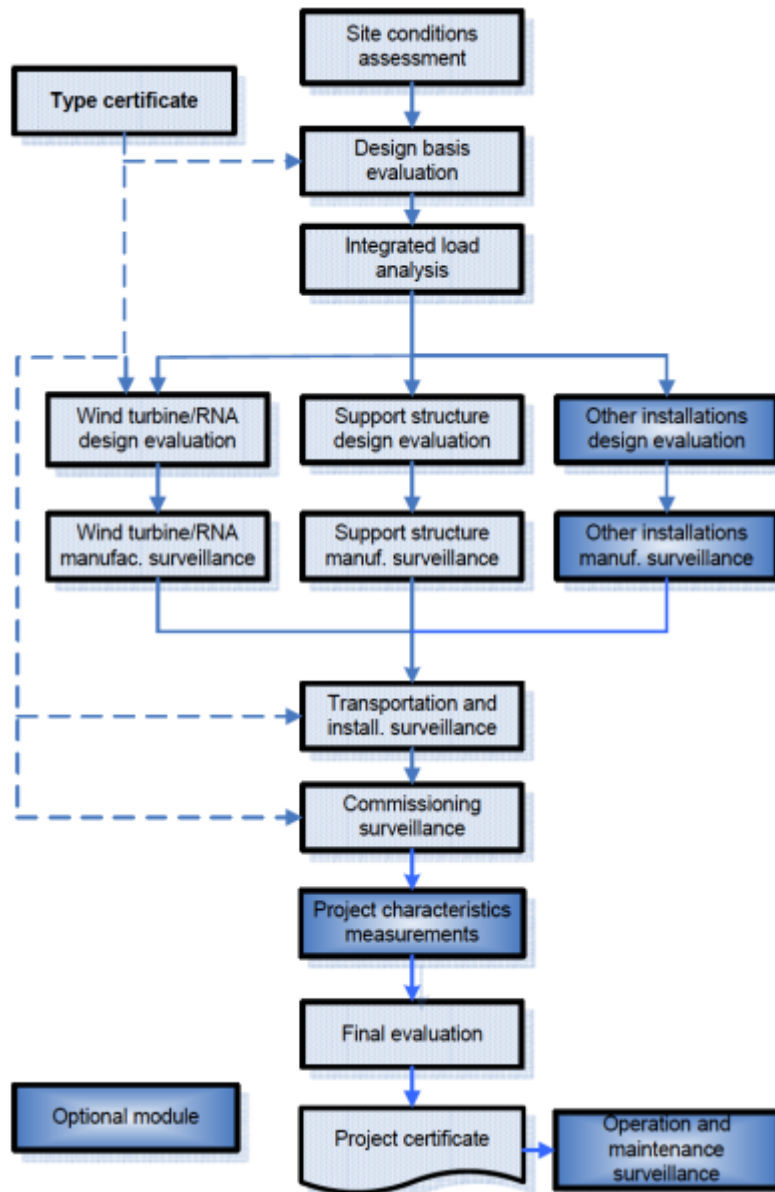 Site conditions
assessment
Type certificate
Design basis
evaluation
Integrated load
analysis
Wind turbine/RNA
design evaluation
Support structure
design evaluation
Other installations
design evaluation
Wind turbine/RNA
manufac. surveillance
Support structure
manuf. surveillance
Other installations
manuf. surveillance
Transportation and
install. surveillance
Commissioning
surveillance
Project characteristics
measurements
Final evaluation
Optional module
Project certificate
Operation and
maintenance
surveillance